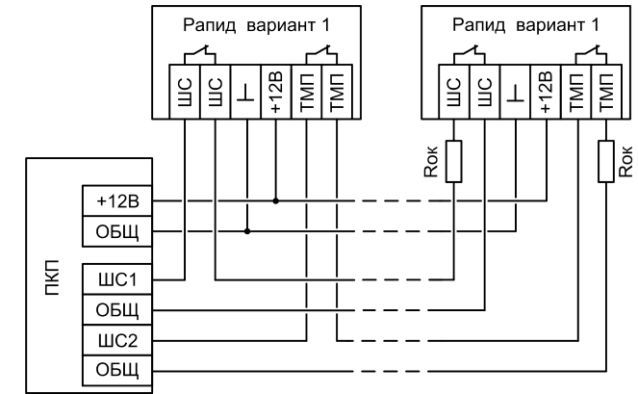 Рапид вариант 1
ШС ШС ⊥ +12В ТМП ТМП
Рапид вариант 1
ШС ШС ⊥ +12В ТМП ТМП
Rок
Rок
ПКП
+12В
ОБЩ
ШС1
ОБЩ
ШС2
ОБЩ